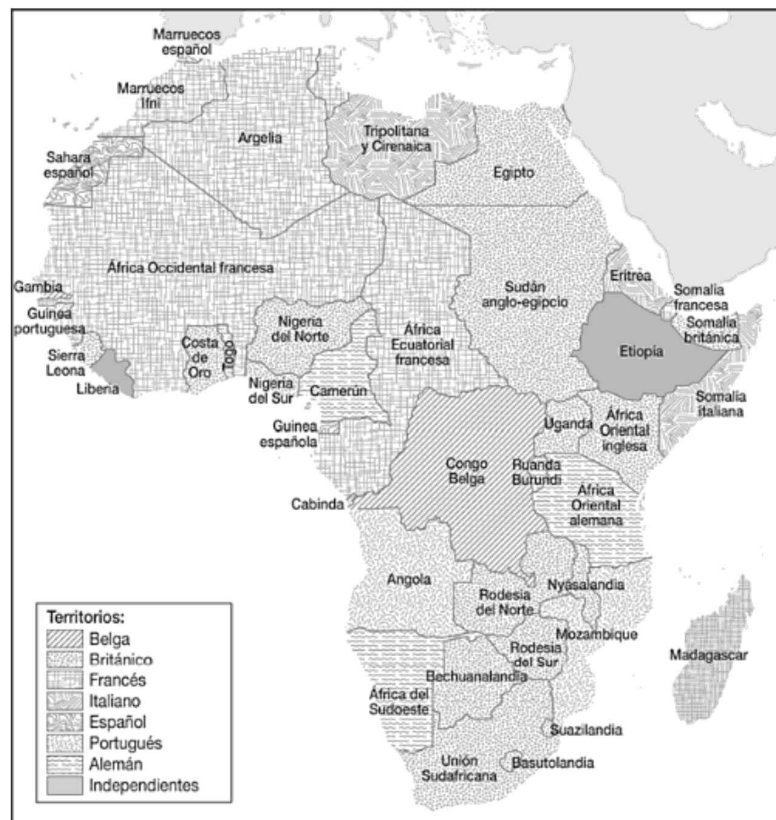 Marruecos
español
Marruecos
Ifni
Argelia
Tripolitana
y Cirenaica
Egipto
Sahara
español
África Occidental francesa
Gambia
Guinea
portuguesa
Sierra
Leona
Liberia
Costa
de
Oro
Togo
Nigeria
del Norte
Nigeria
del Sur
Camerún
Guinea
española
África
Ecuatorial
francesa
Sudán
anglo-egipcio
Eritrea
Somalia
francesa
Somalia
británica
Etiopía
Somalia
italiana
Uganda
África
Oriental
inglesa
Congo
Belga
Ruanda
Burundi
África
Oriental
alemana
Cabinda
Angola
Rodesia
del Norte
Nyasalandia
Mozambique
Rodesia
del Sur
Bechuanalandia
África del
Sudoeste
Madagascar
Suazilandia
Unión
Sudafricana
Basutolandia
Territorios:
Belga
Británico
Francés
Italiano
Español
Portugués
Alemán
Independientes